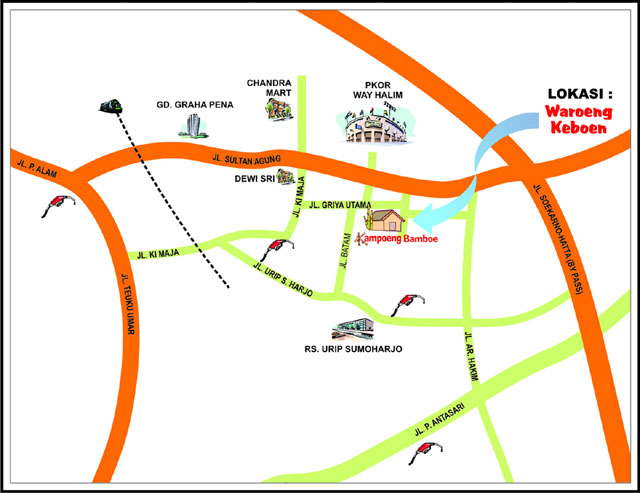 LOKASI :
Waroeng
Keboen
CHANDRA
MART
PKOR
WAY HALIM
GD. GRAHA PENA
JL. SULTAN AGUNG
JL. P. ALAM
DEWI SRI
JL. KI MAJA
JL. GRIYA UTAMA
JL. SOEKARNO-HATTA (BY PASS)
Kampoeng Bamboe
JL. BATAM
JL. KI MAJA
JL. URIP S. HARJO
JL. TEUKU UMAR
RS. URIP SUMOHARJO
JL. AR. HAKIM
JL. P. ANTASARI